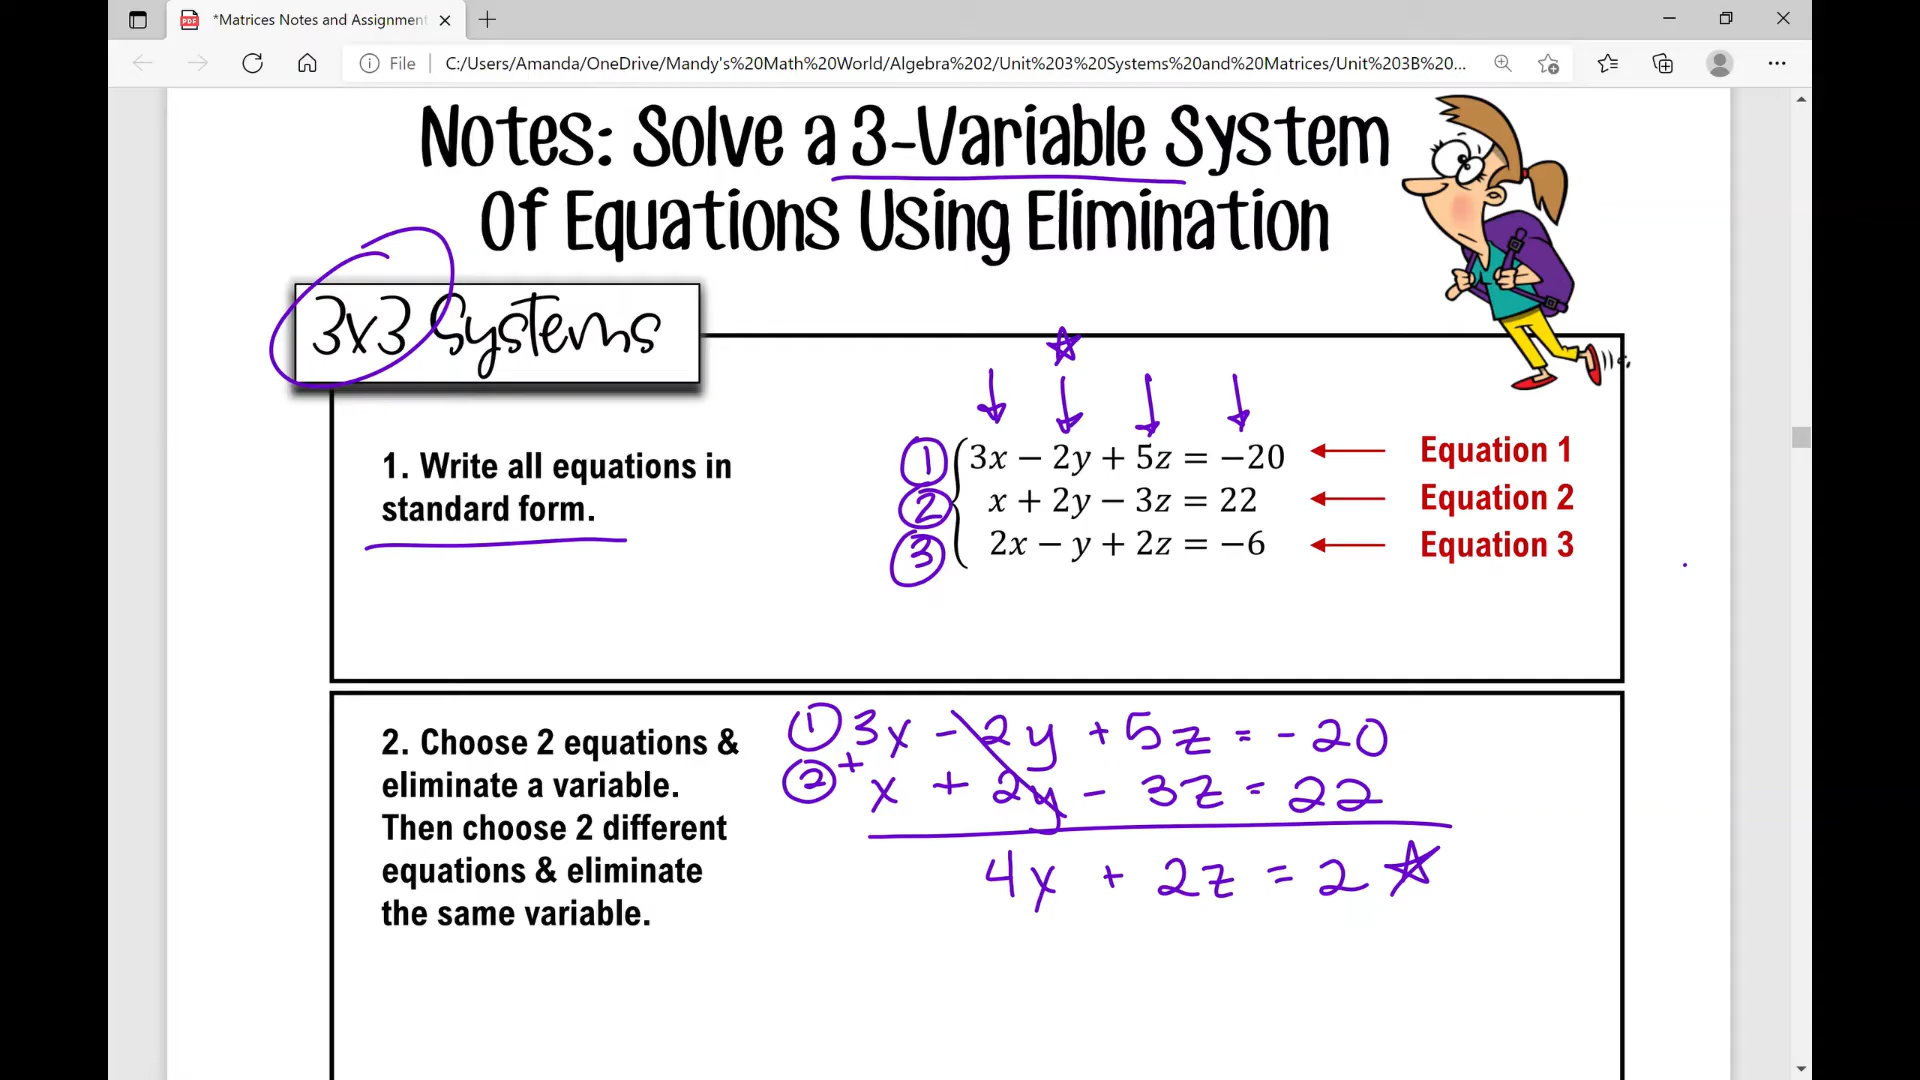 *Matrices Notes and Assignment
File
C:/Users/Amanda/OneDrive/Mandy's%20Math%20World/Algebra%202/Unit%203%20Systems%20and%20Matrices/Unit%203B%20...
Notes: Solve a 3-Variable System
Of Equations Using Elimination
3x3 Systems
1. Write all equations in
standard form.
① 3x − 2y + 5z = −20 Equation 1
② x + 2y − 3z = 22 Equation 2
③ 2x − y + 2z = −6 Equation 3
2. Choose 2 equations &
eliminate a variable.
Then choose 2 different
equations & eliminate
the same variable.
① 3x - 2y + 5z = -20
② + x + 2y - 3z = 22
4x + 2z = 2 ☆